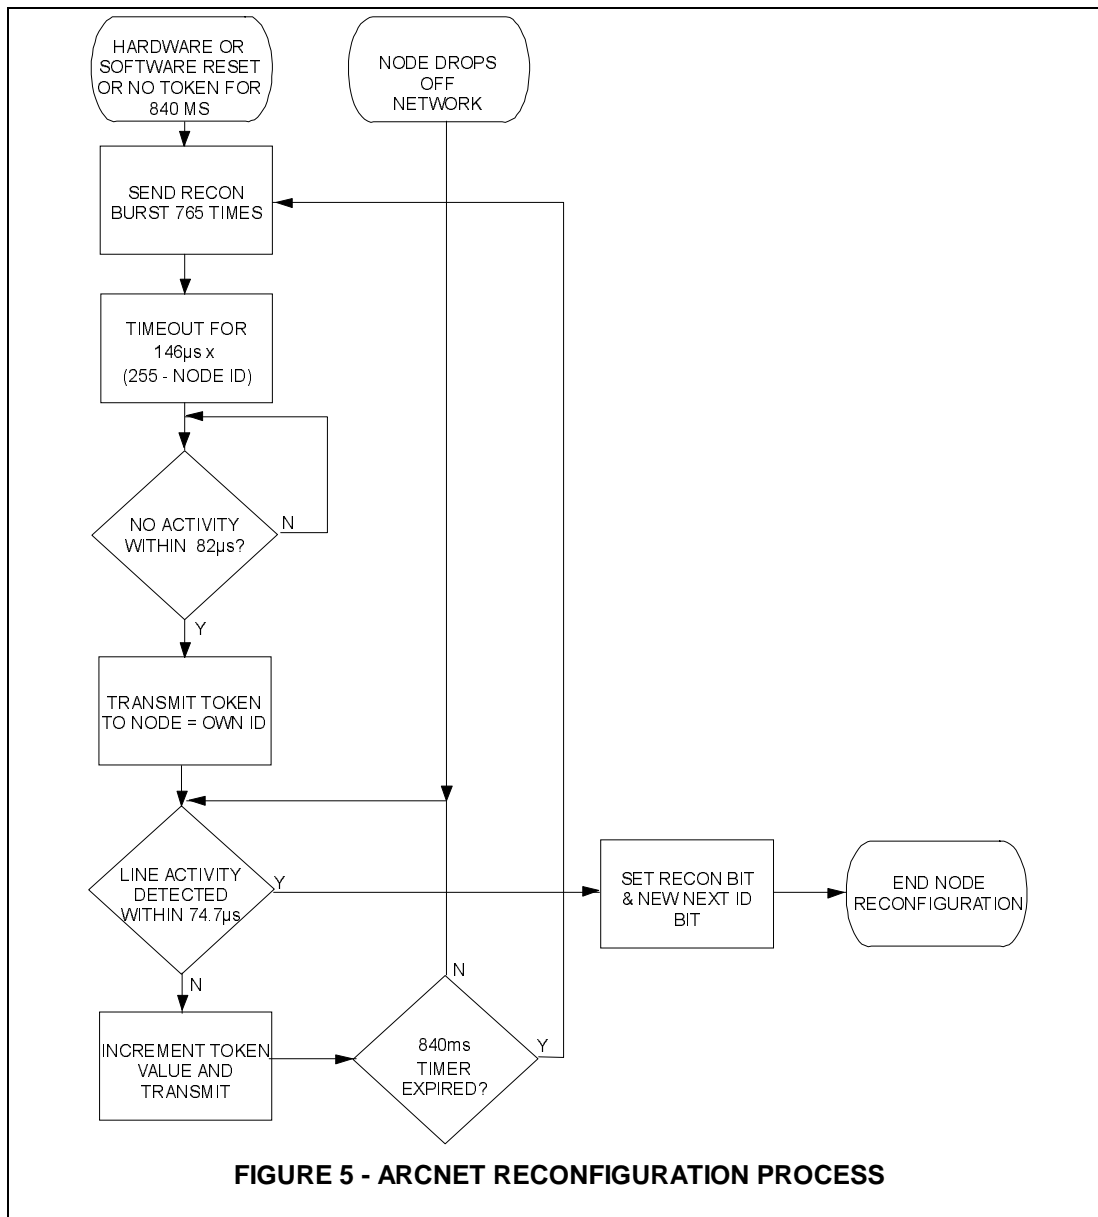 HARDWARE OR
SOFTWARE RESET
OR NO TOKEN FOR
840 MS
NODE DROPS
OFF
NETWORK
SEND RECON
BURST 765 TIMES
TIMEOUT FOR
146µs x
(255 - NODE ID)
NO ACTIVITY
WITHIN 82µs?
N
Y
TRANSMIT TOKEN
TO NODE = OWN ID
LINE ACTIVITY
DETECTED
WITHIN 74.7µs
Y
N
SET RECON BIT
& NEW NEXT ID
BIT
END NODE
RECONFIGURATION
INCREMENT TOKEN
VALUE AND
TRANSMIT
840ms
TIMER
EXPIRED?
N
Y
FIGURE 5 - ARCNET RECONFIGURATION PROCESS